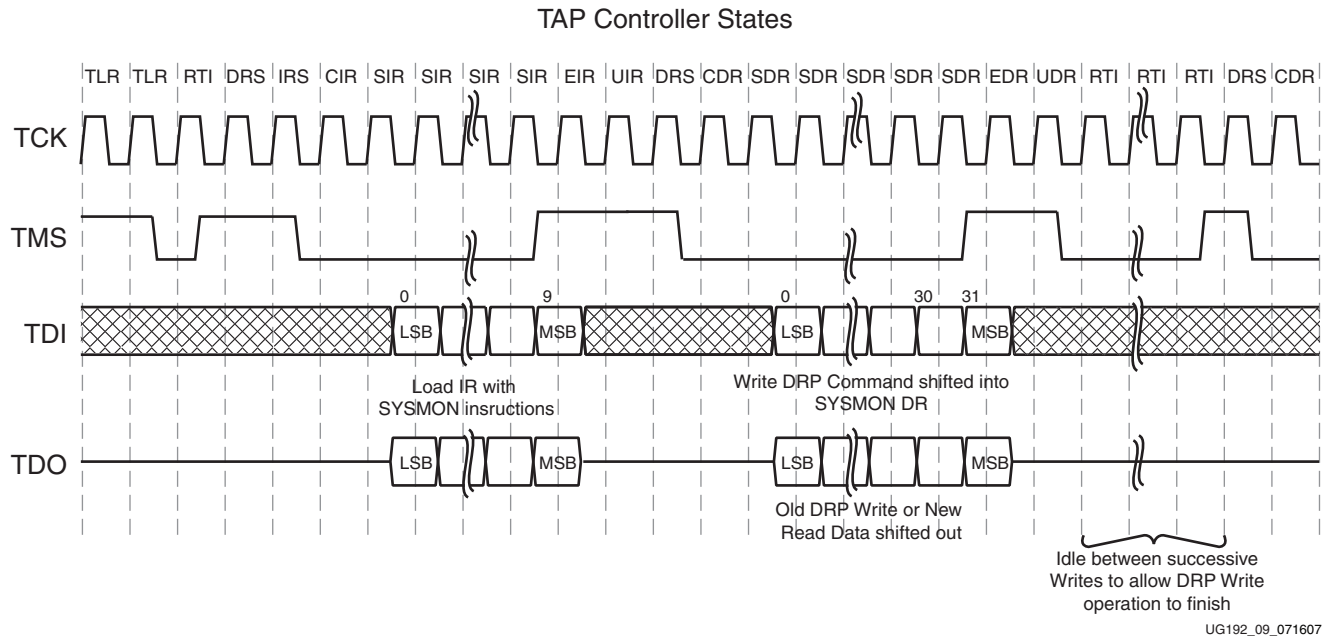 TAP Controller States
TLR TLR RTI DRS IRS CIR SIR SIR SIR SIR EIR UIR DRS CDR SDR SDR SDR SDR SDR EDR UDR RTI RTI RTI DRS CDR
TCK
TMS
0 9 0 30 31
TDI LSB MSB LSB MSB
Load IR with
SYSMON insructions
Write DRP Command shifted into
SYSMON DR
TDO LSB MSB LSB MSB
Old DRP Write or New
Read Data shifted out
Idle between successive
Writes to allow DRP Write
operation to finish
UG192_09_071607